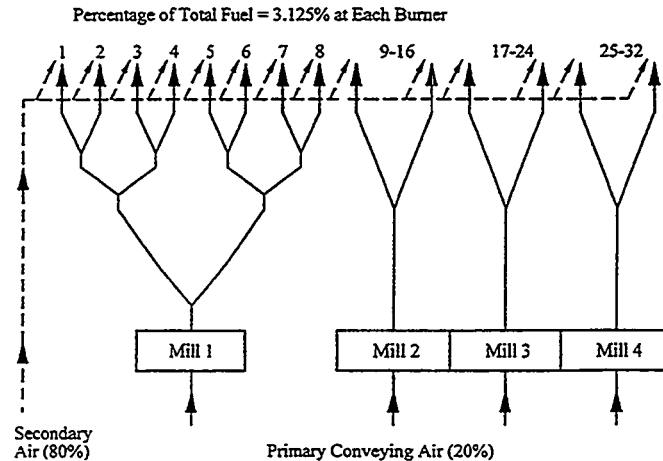 Percentage of Total Fuel = 3.125% at Each Burner
1 2 3 4 5 6 7 8 9-16 17-24 25-32
Mill 1 Mill 2 Mill 3 Mill 4
Secondary
Air (80%) Primary Conveying Air (20%)